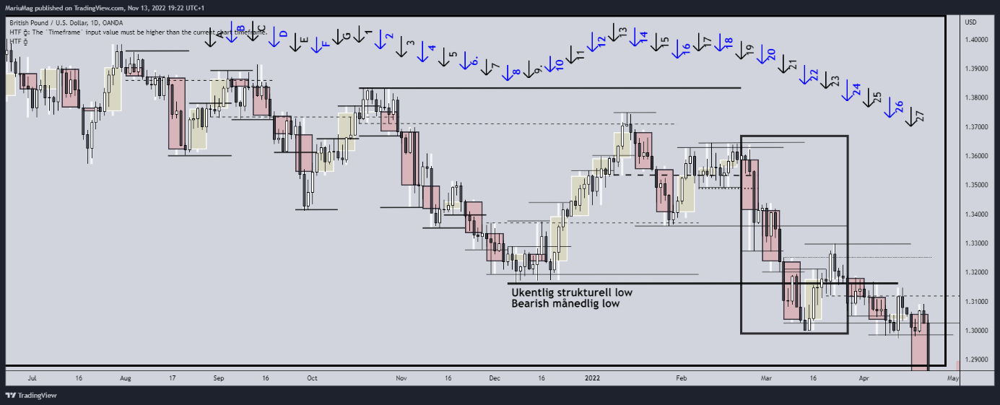 MariuMag published on TradingView.com, Nov 13, 2022 19:22 UTC+1
British Pound / U.S. Dollar, 1D, OANDA
HTF 옵: The `Timeframe` input value must be higher than the current chart timeframe.
HTF 옵
A B C D E F G 1 2 3 4 5 6. 7 8 9. 10 11 12 13 14 15 16 17 18 19 20 21 22 23 24 25 26 27
USD
1.40000
1.39000
1.38000
1.37000
1.36000
1.35000
1.34000
1.33000
1.32000
1.31000
1.30000
1.29000
Ukentlig strukturell low
Bearish månedlig low
Jul 16 Aug 17 Sep 16 Oct Nov 16 Dec 16 2022 Feb Mar 16 Apr May
TradingView